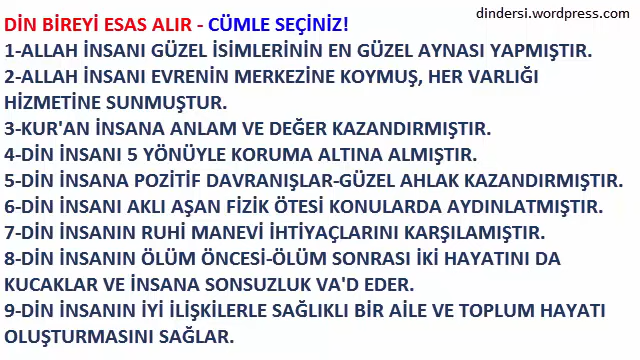 dindersi.wordpress.com
DİN BİREYİ ESAS ALIR - CÜMLE SEÇİNİZ!
1-ALLAH İNSANI GÜZEL İSİMLERİNİN EN GÜZEL AYNASI YAPMIŞTIR.
2-ALLAH İNSANI EVRENİN MERKEZİNE KOYMUŞ, HER VARLIĞI
HİZMETİNE SUNMUŞTUR.
3-KUR'AN İNSANA ANLAM VE DEĞER KAZANDIRMIŞTIR.
4-DİN İNSANI 5 YÖNÜYLE KORUMA ALTINA ALMIŞTIR.
5-DİN İNSANA POZİTİF DAVRANIŞLAR-GÜZEL AHLAK KAZANDIRMIŞTIR.
6-DİN İNSANI AKLI AŞAN FİZİK ÖTESİ KONULARDA AYDINLATMIŞTIR.
7-DİN İNSANIN RUHİ MANEVİ İHTİYAÇLARINI KARŞILAMIŞTIR.
8-DİN İNSANIN ÖLÜM ÖNCESİ-ÖLÜM SONRASI İKİ HAYATINI DA
KUCAKLAR VE İNSANA SONSUZLUK VA'D EDER.
9-DİN İNSANIN İYİ İLİŞKİLERLE SAĞLIKLI BİR AİLE VE TOPLUM HAYATI
OLUŞTURMASINI SAĞLAR.